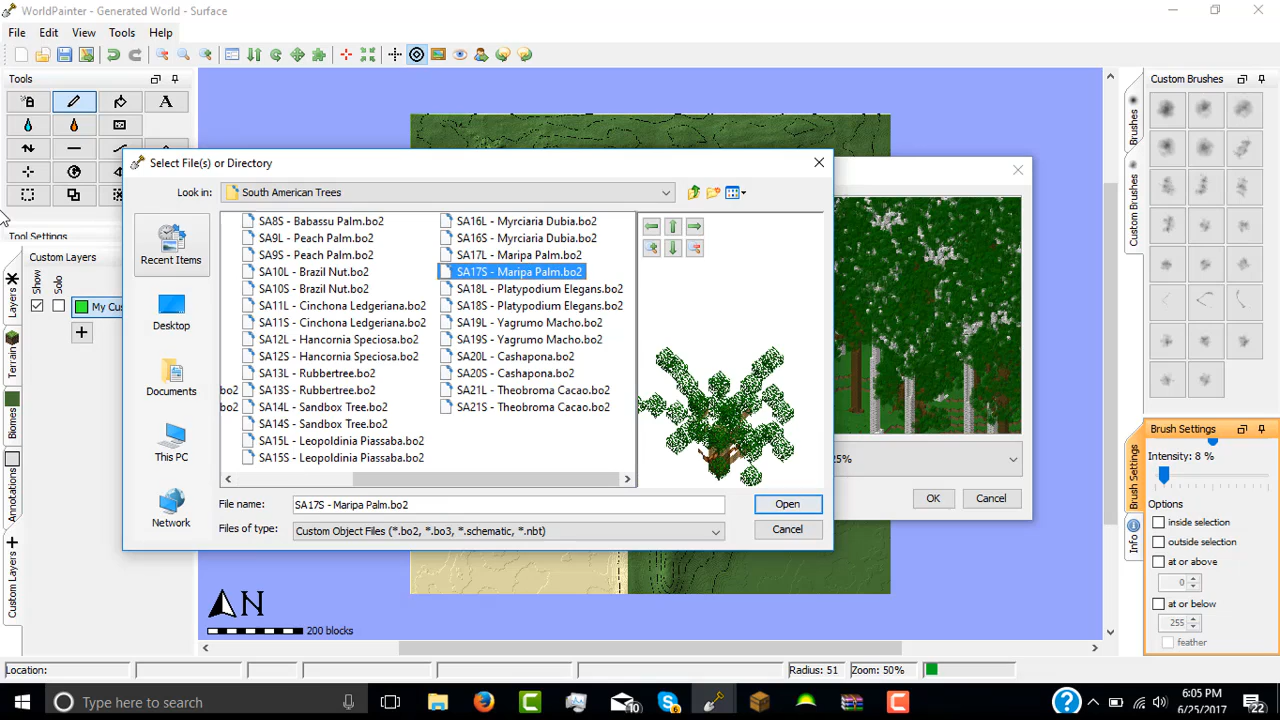 WorldPainter - Generated World - Surface
File Edit View Tools Help
Tools
A
Tool Settings
Custom Layers
Show
Solo
My Cu
Layers
Terrain
Biomes
Annotations
Custom Layers
Select File(s) or Directory
Look in: South American Trees
Recent Items
Desktop
Documents
This PC
Network
bo2
bo2
SA8S - Babassu Palm.bo2
SA9L - Peach Palm.bo2
SA9S - Peach Palm.bo2
SA10L - Brazil Nut.bo2
SA10S - Brazil Nut.bo2
SA11L - Cinchona Ledgeriana.bo2
SA11S - Cinchona Ledgeriana.bo2
SA12L - Hancornia Speciosa.bo2
SA12S - Hancornia Speciosa.bo2
SA13L - Rubbertree.bo2
SA13S - Rubbertree.bo2
SA14L - Sandbox Tree.bo2
SA14S - Sandbox Tree.bo2
SA15L - Leopoldinia Piassaba.bo2
SA15S - Leopoldinia Piassaba.bo2
SA16L - Myrciaria Dubia.bo2
SA16S - Myrciaria Dubia.bo2
SA17L - Maripa Palm.bo2
SA17S - Maripa Palm.bo2
SA18L - Platypodium Elegans.bo2
SA18S - Platypodium Elegans.bo2
SA19L - Yagrumo Macho.bo2
SA19S - Yagrumo Macho.bo2
SA20L - Cashapona.bo2
SA20S - Cashapona.bo2
SA21L - Theobroma Cacao.bo2
SA21S - Theobroma Cacao.bo2
File name: SA17S - Maripa Palm.bo2
Open
Files of type: Custom Object Files (*.bo2, *.bo3, *.schematic, *.nbt)
Cancel
5%
OK
Cancel
N
200 blocks
Custom Brushes
Brushes
Custom Brushes
Brush Settings
Brush Settings
Info
Intensity: 8 %
Options
inside selection
outside selection
at or above
0
at or below
255
feather
Location:
Radius: 51
Zoom: 50%
Type here to search
10
6
6:05 PM
6/25/2017
22